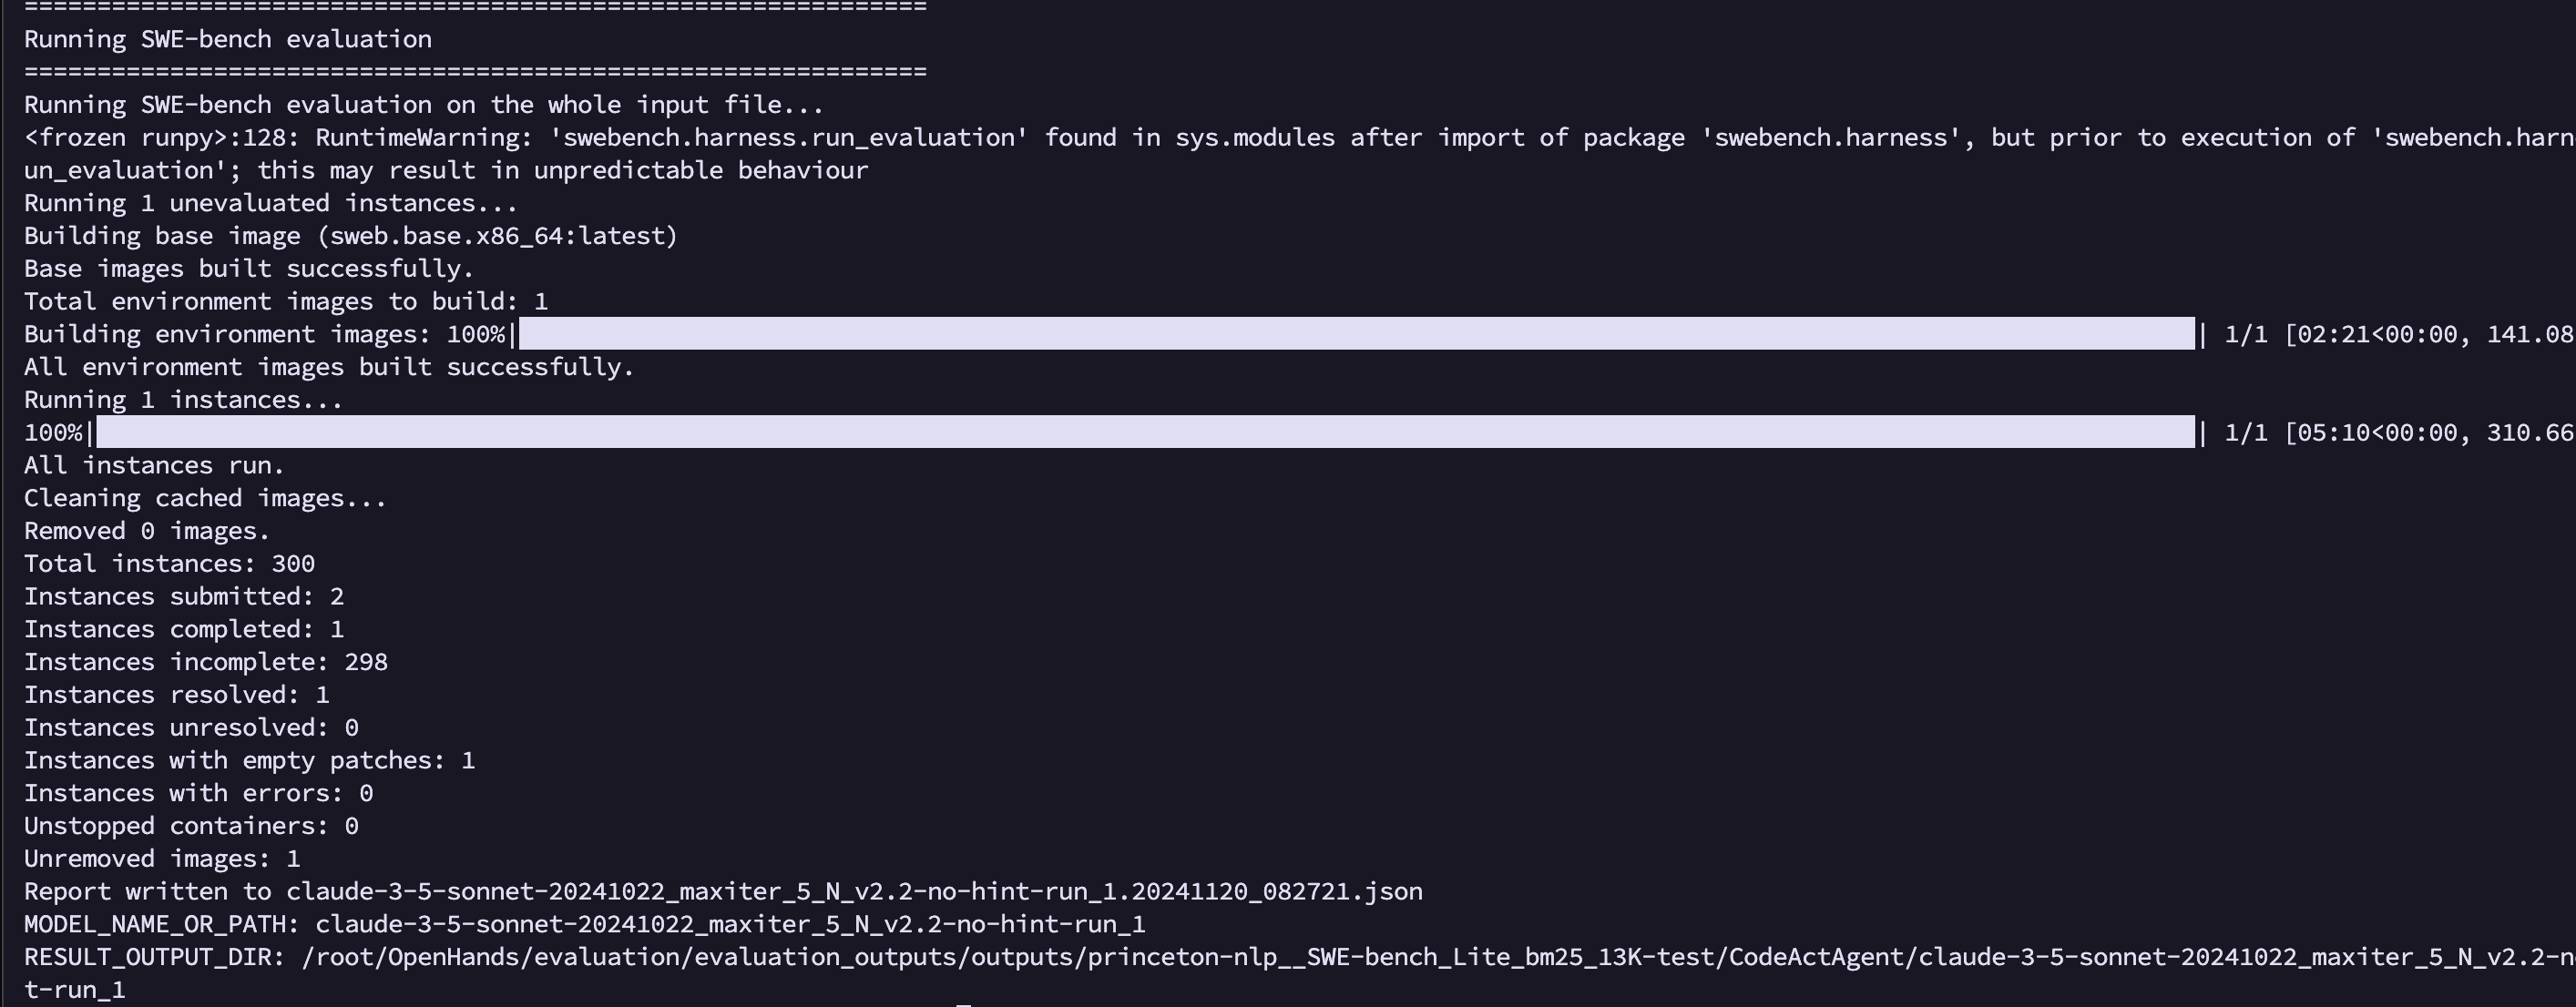 ==============================================================
Running SWE-bench evaluation
==============================================================
Running SWE-bench evaluation on the whole input file...
<frozen runpy>:128: RuntimeWarning: 'swebench.harness.run_evaluation' found in sys.modules after import of package 'swebench.harness', but prior to execution of 'swebench.harn
un_evaluation'; this may result in unpredictable behaviour
Running 1 unevaluated instances...
Building base image (sweb.base.x86_64:latest)
Base images built successfully.
Total environment images to build: 1
Building environment images: 100%|| 1/1 [02:21<00:00, 141.08
All environment images built successfully.
Running 1 instances...
100%|| 1/1 [05:10<00:00, 310.66
All instances run.
Cleaning cached images...
Removed 0 images.
Total instances: 300
Instances submitted: 2
Instances completed: 1
Instances incomplete: 298
Instances resolved: 1
Instances unresolved: 0
Instances with empty patches: 1
Instances with errors: 0
Unstopped containers: 0
Unremoved images: 1
Report written to claude-3-5-sonnet-20241022_maxiter_5_N_v2.2-no-hint-run_1.20241120_082721.json
MODEL_NAME_OR_PATH: claude-3-5-sonnet-20241022_maxiter_5_N_v2.2-no-hint-run_1
RESULT_OUTPUT_DIR: /root/OpenHands/evaluation/evaluation_outputs/outputs/princeton-nlp__SWE-bench_Lite_bm25_13K-test/CodeActAgent/claude-3-5-sonnet-20241022_maxiter_5_N_v2.2-n
t-run_1